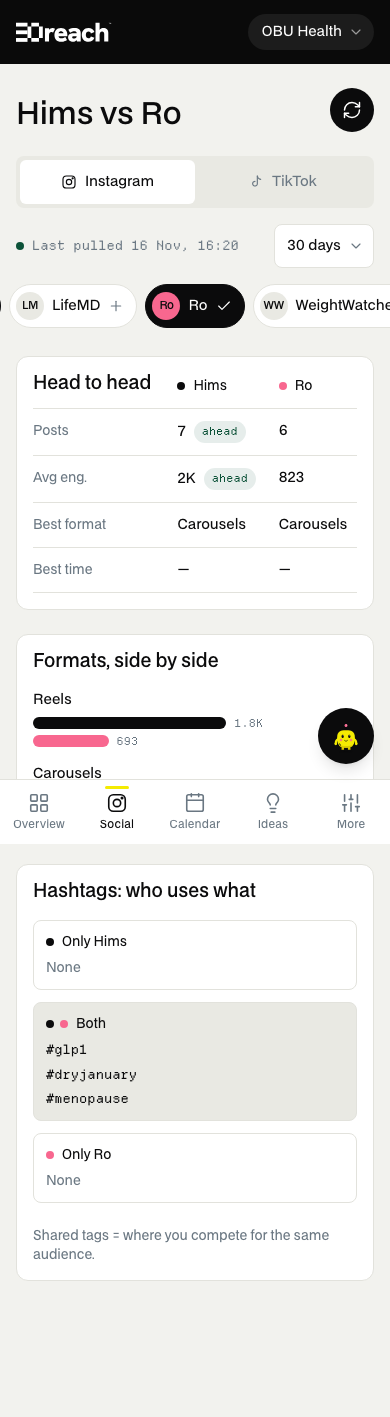 reach
OBU Health
Hims vs Ro
Instagram
TikTok
Last pulled 16 Nov, 16:20
30 days
LM LifeMD
Ro Ro
WW WeightWatche
Head to head Hims Ro
Posts 7 ahead 6
Avg eng. 2K ahead 823
Best format Carousels Carousels
Best time — —
Formats, side by side
Reels
1.8K
693
Carousels
Overview Social Calendar Ideas More
Hashtags: who uses what
Only Hims
None
Both
#glp1
#dryjanuary
#menopause
Only Ro
None
Shared tags = where you compete for the same
audience.